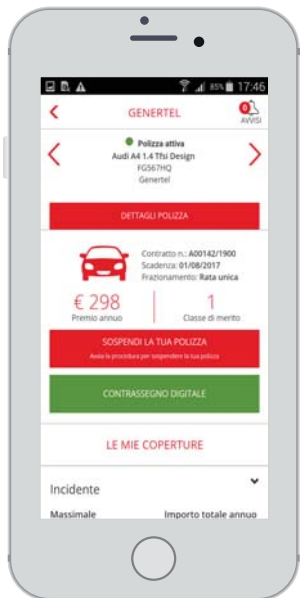 85% 17:46
GENERTEL
0
AVVISI
Polizza attiva
Audi A4 1.4 Tfsi Design
FG567HQ
Genertel
DETTAGLI POLIZZA
Contratto n.: A00142/1900
Scadenza: 01/08/2017
Frazionamento: Rata unica
€ 298
Premio annuo
1
Classe di merito
SOSPENDI LA TUA POLIZZA
Avvia la procedura per sospendere la tua polizza
CONTRASSEGNO DIGITALE
LE MIE COPERTURE
Incidente
Massimale Importo totale annuo